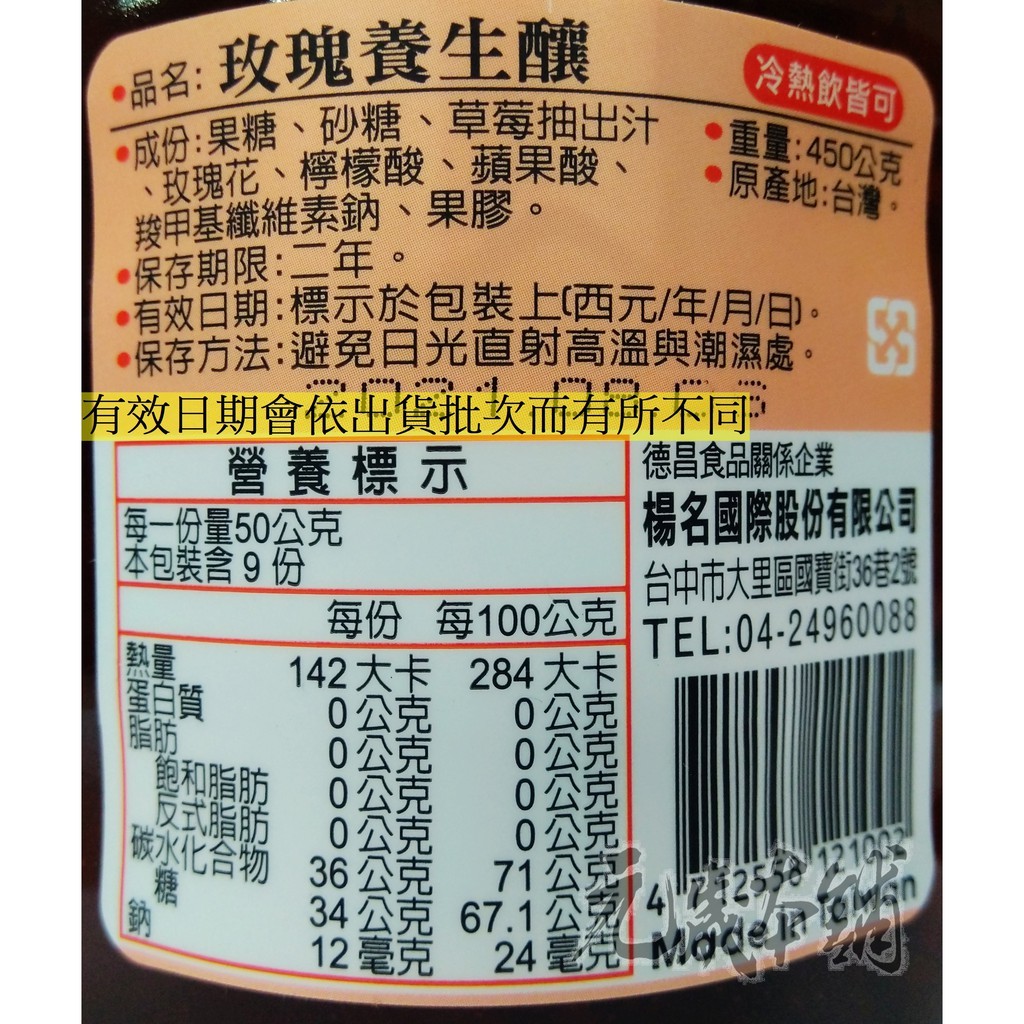 •品名: 玫瑰養生釀
冷熱飲皆可
•成份:果糖、砂糖、草莓抽出汁
、玫瑰花、檸檬酸、蘋果酸、
羧甲基纖維素鈉、果膠。
•重量:450公克
•原產地:台灣。
•保存期限:二年。
•有效日期:標示於包裝上(西元/年/月/日)。
•保存方法:避免日光直射高溫與潮濕處。
有效日期會依出貨批次而有所不同
營養標示
每一份量50公克
本包裝含 9 份
每份 每100公克
熱量 142 大卡 284 大卡
蛋白質 0 公克 0 公克
脂肪 0 公克 0 公克
飽和脂肪 0 公克 0 公克
反式脂肪 0 公克 0 公克
碳水化合物 36 公克 71 公克
糖 34 公克 67.1 公克
鈉 12 毫克 24 毫克
德昌食品關係企業
楊名國際股份有限公司
台中市大里區國寶街36巷2號
TEL:04-24960088
Made in Taiwan